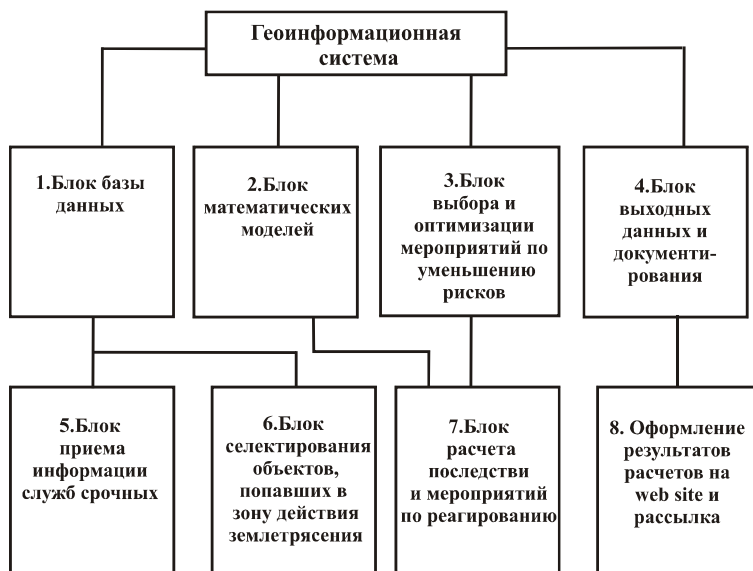 Геоинформационная
система
1.Блок базы
данных
2.Блок
математических
моделей
3.Блок
выбора и
оптимизации
мероприятий по
уменьшению
рисков
4.Блок
выходных
данных и
документи-
рования
5.Блок
приема
информации
служб срочных
6.Блок
селектирования
объектов,
попавших в
зону действия
землетрясения
7.Блок
расчета
последстви
и мероприятий
по реагированию
8. Оформление
результатов
расчетов на
web site и
рассылка